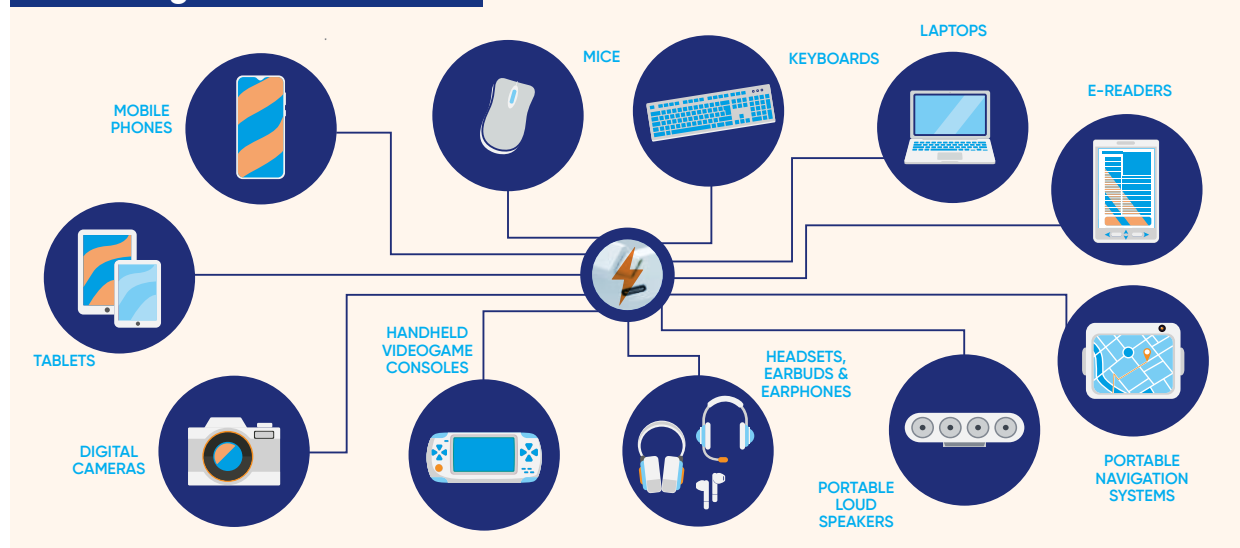 LAPTOPS
MICE
KEYBOARDS
E-READERS
MOBILE
PHONES
TABLETS
HANDHELD
VIDEOGAME
CONSOLES
HEADSETS,
EARBUDS &
EARPHONES
DIGITAL
CAMERAS
PORTABLE
LOUD
SPEAKERS
PORTABLE
NAVIGATION
SYSTEMS